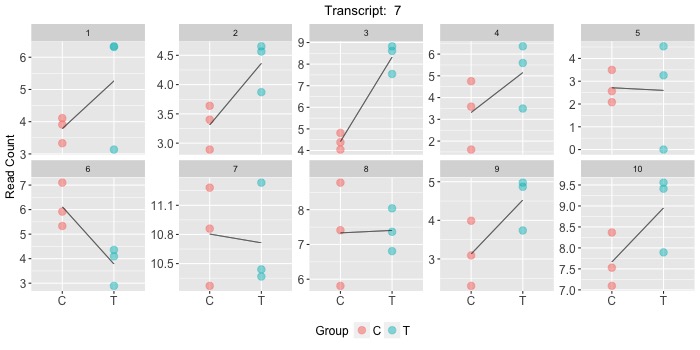 Transcript: 7
1 2 3 4 5
6 5 4 3
4.5 4.0 3.5 3.0
9 8 7 6 5 4
6 5 4 3 2
4 3 2 1 0
Read Count
6 7 8 9 10
7 6 5 4 3
11.1 10.8 10.5
8 7 6
5 4 3
9.5 9.0 8.5 8.0 7.5 7.0
C T C T C T C T C T
Group C T